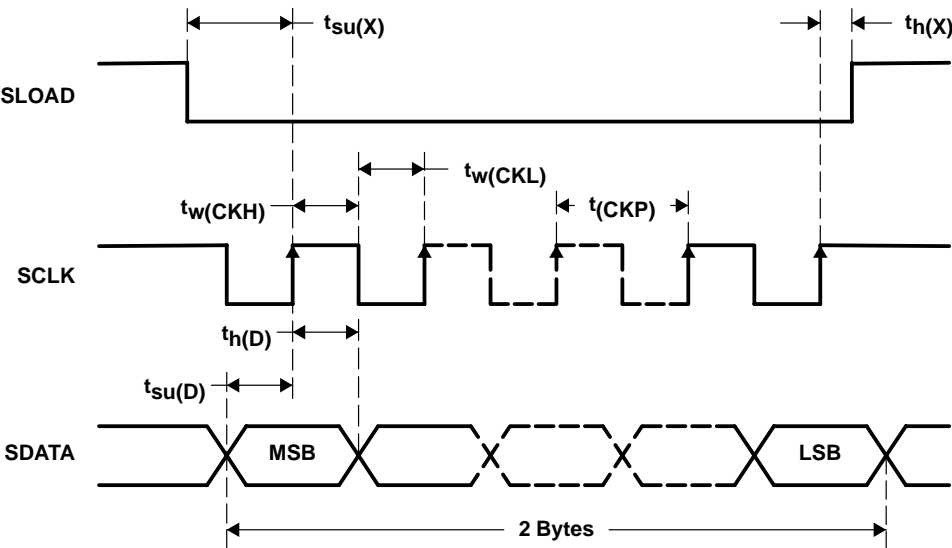 tsu(X)
th(X)
SLOAD
tw(CKL)
tw(CKH)
t(CKP)
SCLK
th(D)
tsu(D)
SDATA
MSB
LSB
2 Bytes